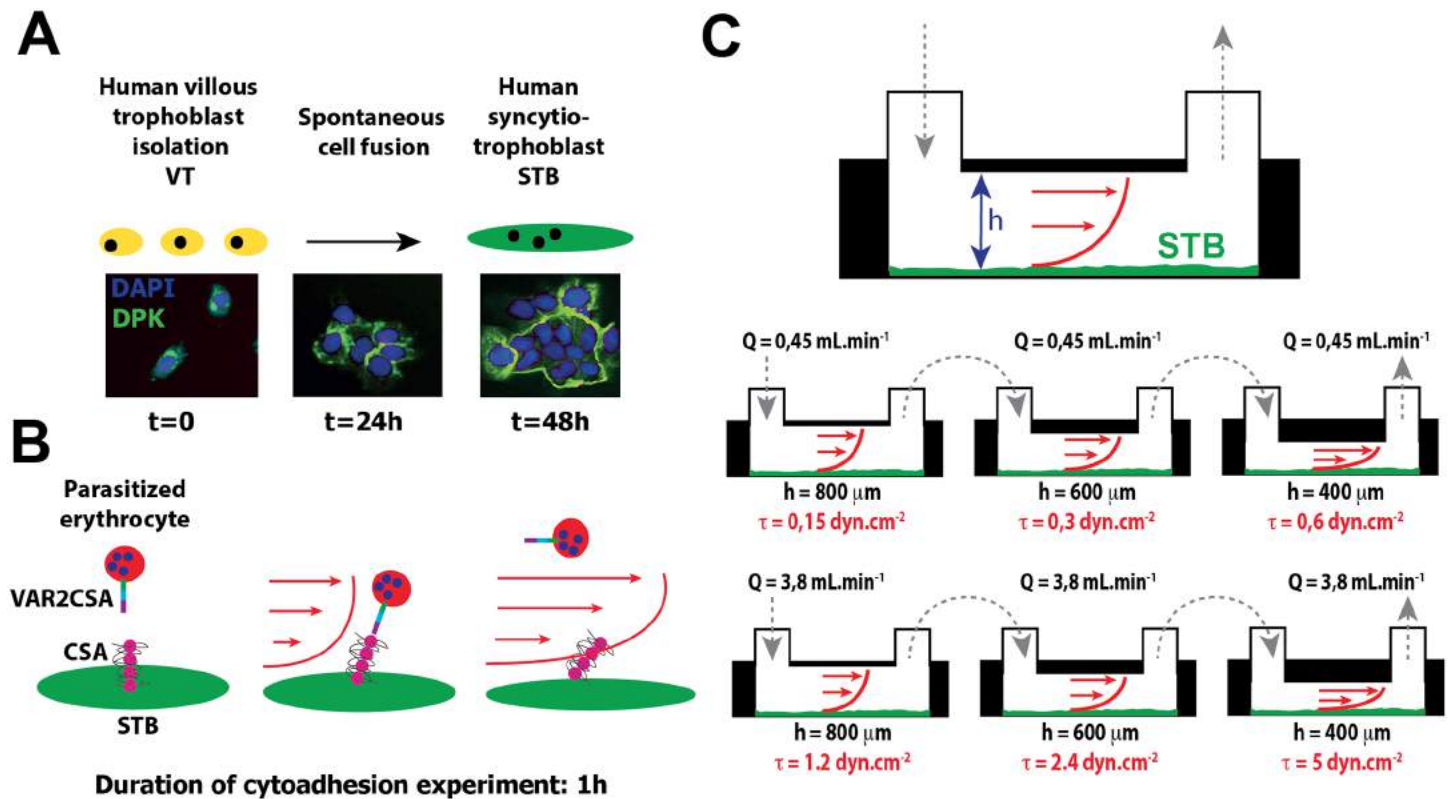 A
Human villous
trophoblast
isolation
VT
Spontaneous
cell fusion
Human
syncytio-
trophoblast
STB
DAPI
DPK
t=0
t=24h
t=48h
B
Parasitized
erythrocyte
VAR2CSA
CSA
STB
Duration of cytoadhesion experiment: 1h
C
h
STB
Q = 0,45 mL.min⁻¹
Q = 0,45 mL.min⁻¹
Q = 0,45 mL.min⁻¹
h = 800 µm
τ = 0,15 dyn.cm⁻²
h = 600 µm
τ = 0,3 dyn.cm⁻²
h = 400 µm
τ = 0,6 dyn.cm⁻²
Q = 3,8 mL.min⁻¹
Q = 3,8 mL.min⁻¹
Q = 3,8 mL.min⁻¹
h = 800 µm
τ = 1.2 dyn.cm⁻²
h = 600 µm
τ = 2.4 dyn.cm⁻²
h = 400 µm
τ = 5 dyn.cm⁻²